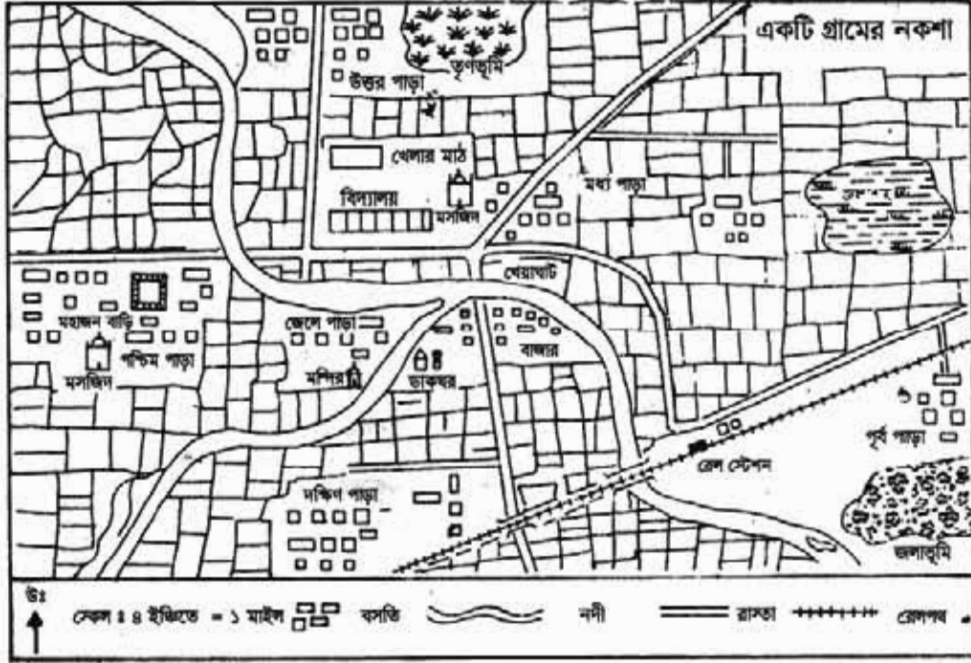 একটি গ্রামের নকশা
তৃণভূমি
উত্তর পাড়া
খেলার মাঠ
বিদ্যালয়
মসজিদ
মধ্য পাড়া
খেয়াঘাট
মহাজন বাড়ি
জেলে পাড়া
বাজার
পশ্চিম পাড়া
মসজিদ
মন্দির
ডাকঘর
পূর্ব পাড়া
রেল স্টেশন
দক্ষিণ পাড়া
জলাভূমি
উঃ
স্কেল ঃ ৪ ইঞ্চিতে = ১ মাইল বসতি নদী রাস্তা রেলপথ